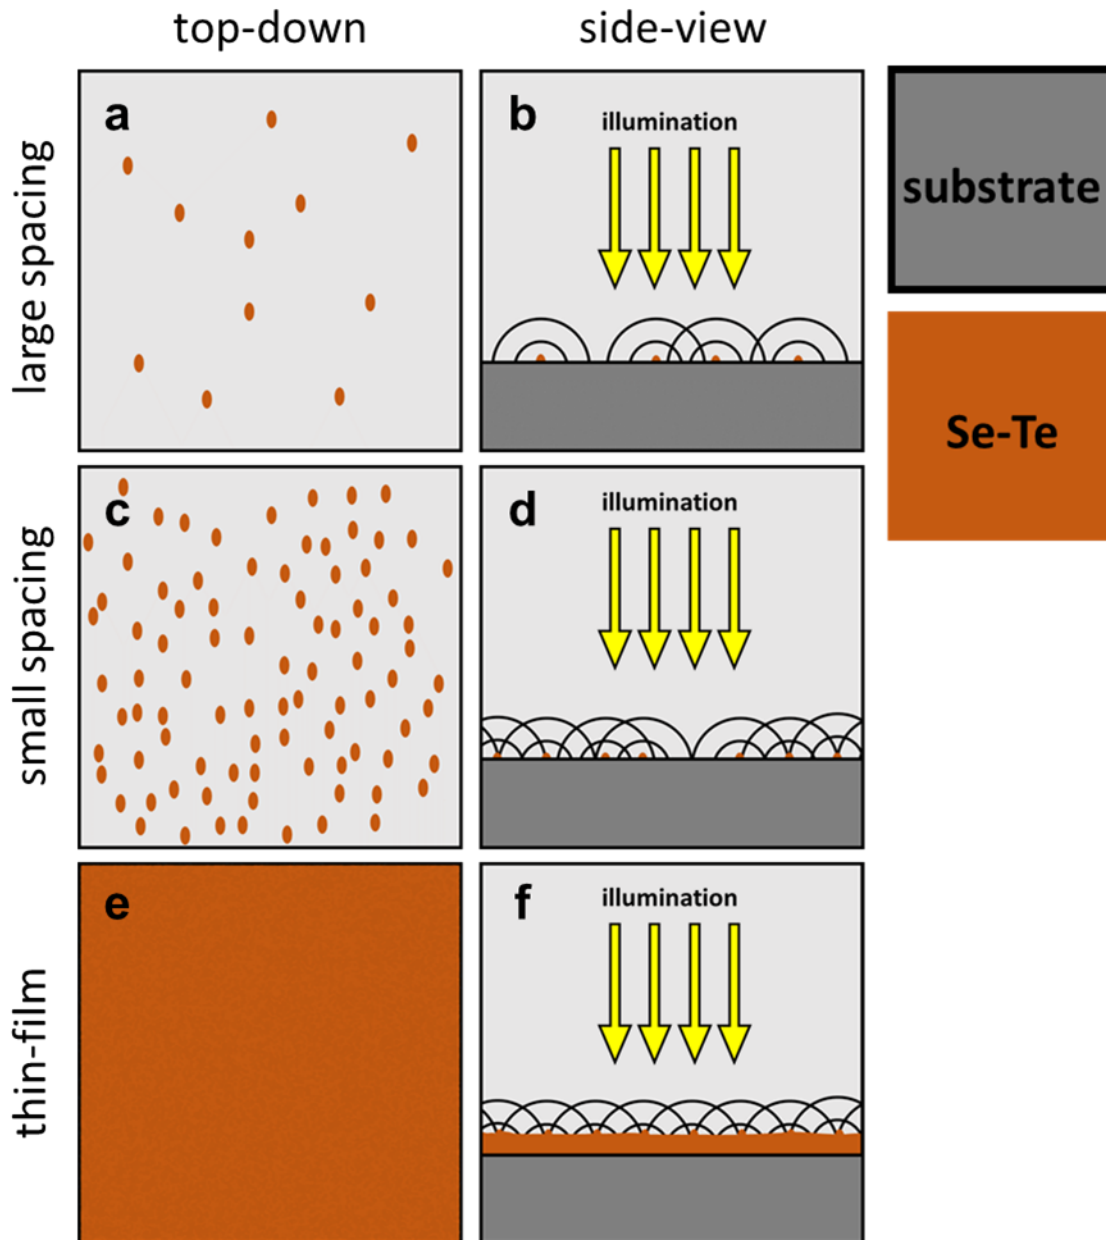 top-down
side-view
large spacing
a
b
illumination
substrate
Se-Te
small spacing
c
d
illumination
thin-film
e
f
illumination